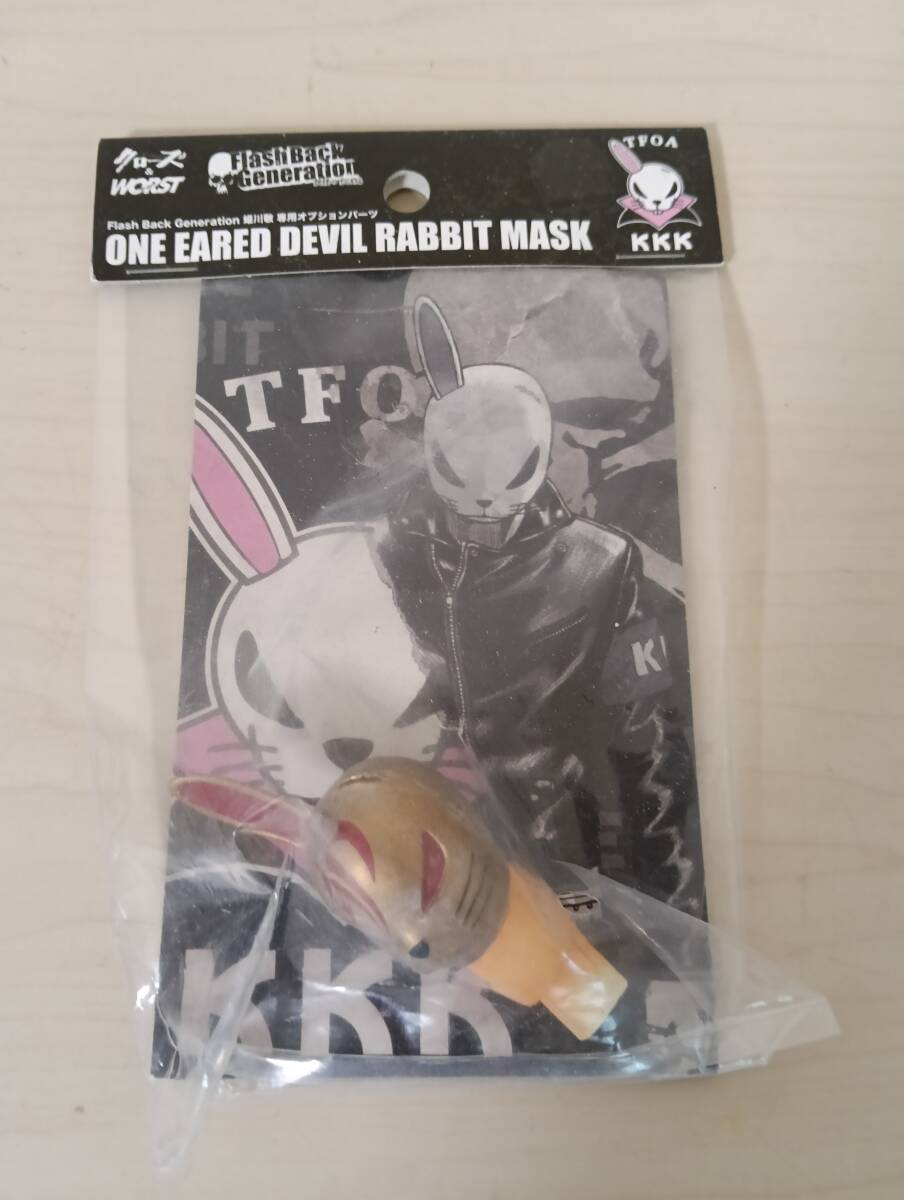 クローズ
&
WORST
Flash Back
Generation
TFOA
KKK
Flash Back Generation 細川敬 専用オプションパーツ
ONE EARED DEVIL RABBIT MASK
BIT
TFO
K
KKK